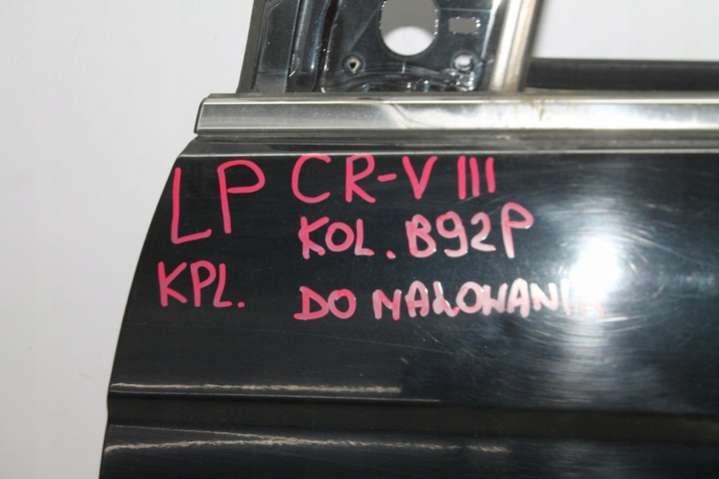 LP CR-V III
KOL. B92P
KPL. DO MALOWANIA